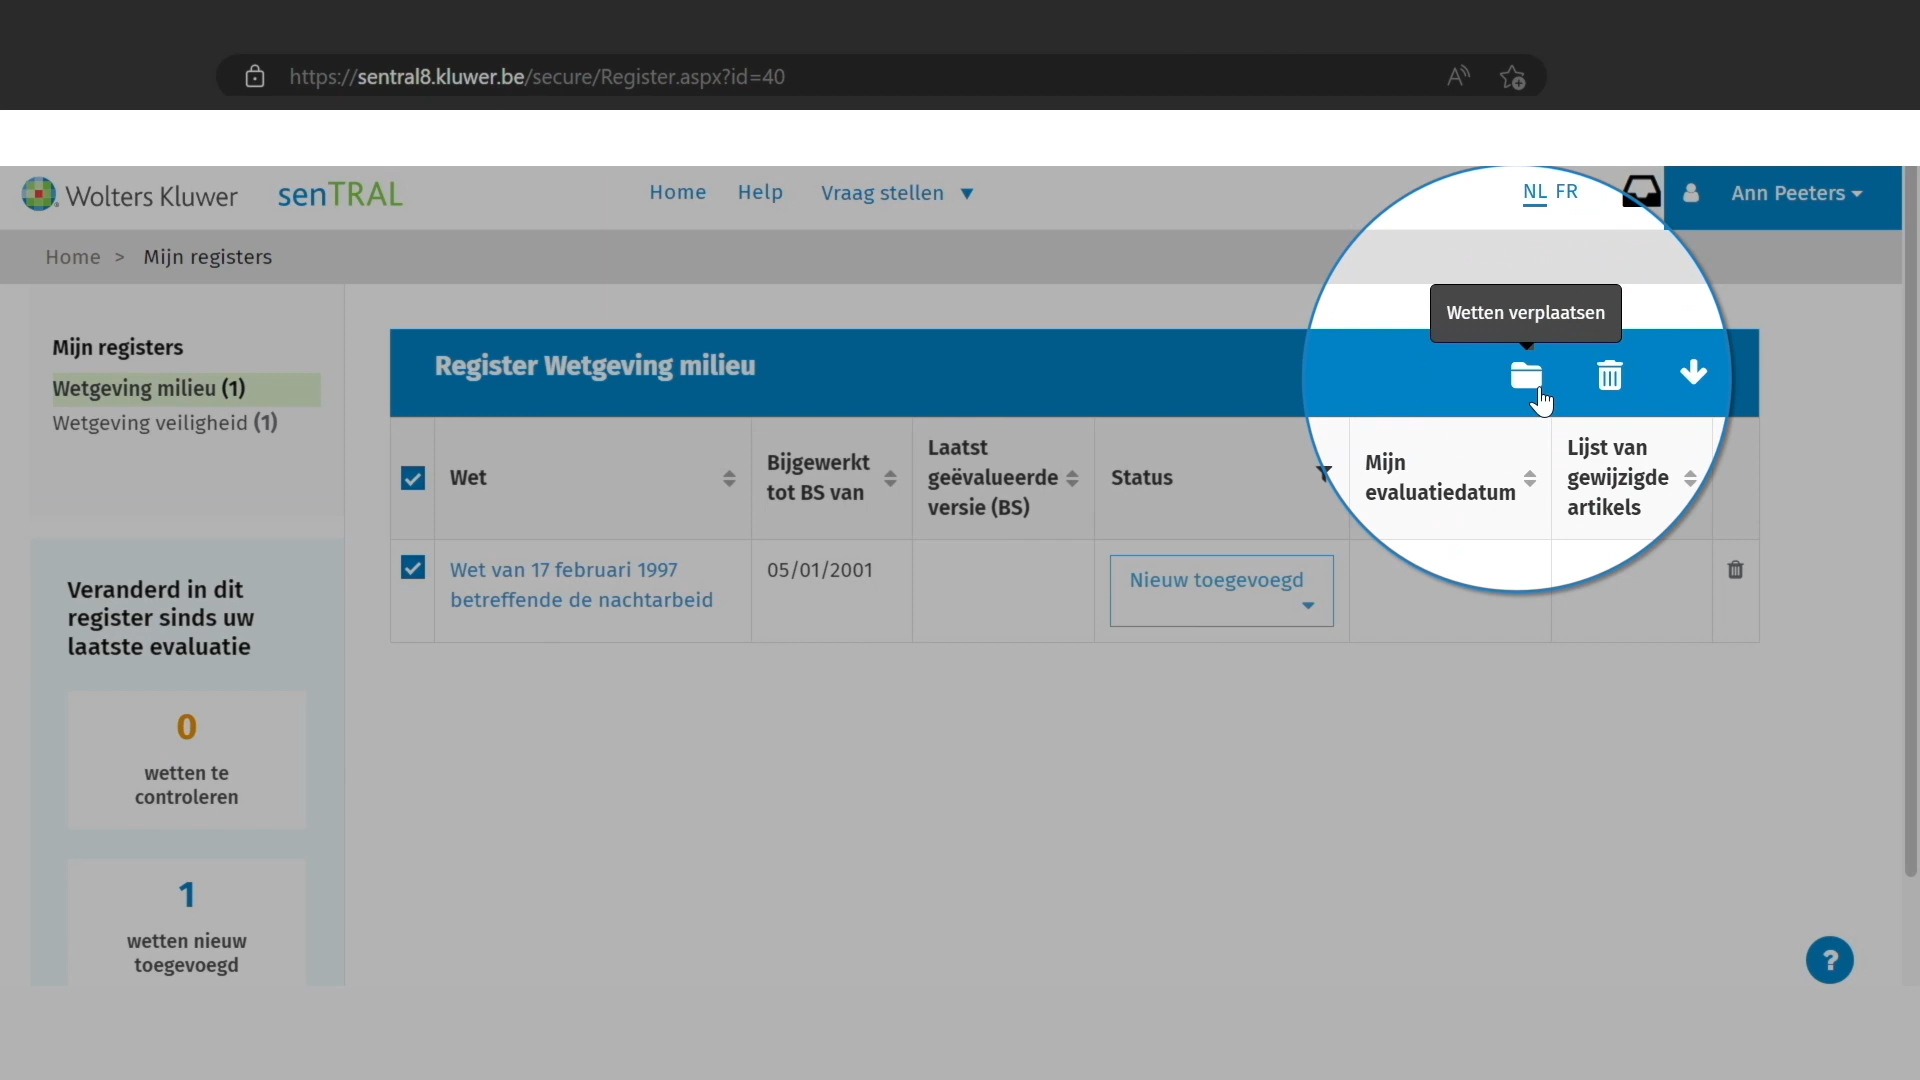 https://sentral8.kluwer.be/secure/Register.aspx?id=40
Wolters Kluwer
senTRAL
Home
Help
Vraag stellen
NL FR
Ann Peeters
Home > Mijn registers
Mijn registers
Wetgeving milieu (1)
Wetgeving veiligheid (1)
Wetten verplaatsen
Register Wetgeving milieu
Wet
Bijgewerkt
tot BS van
Laatst
geëvalueerde
versie (BS)
Status
Mijn
evaluatiedatum
Lijst van
gewijzigde
artikels
Wet van 17 februari 1997
betreffende de nachtarbeid
05/01/2001
Nieuw toegevoegd
Veranderd in dit
register sinds uw
laatste evaluatie
0
wetten te
controleren
1
wetten nieuw
toegevoegd
?